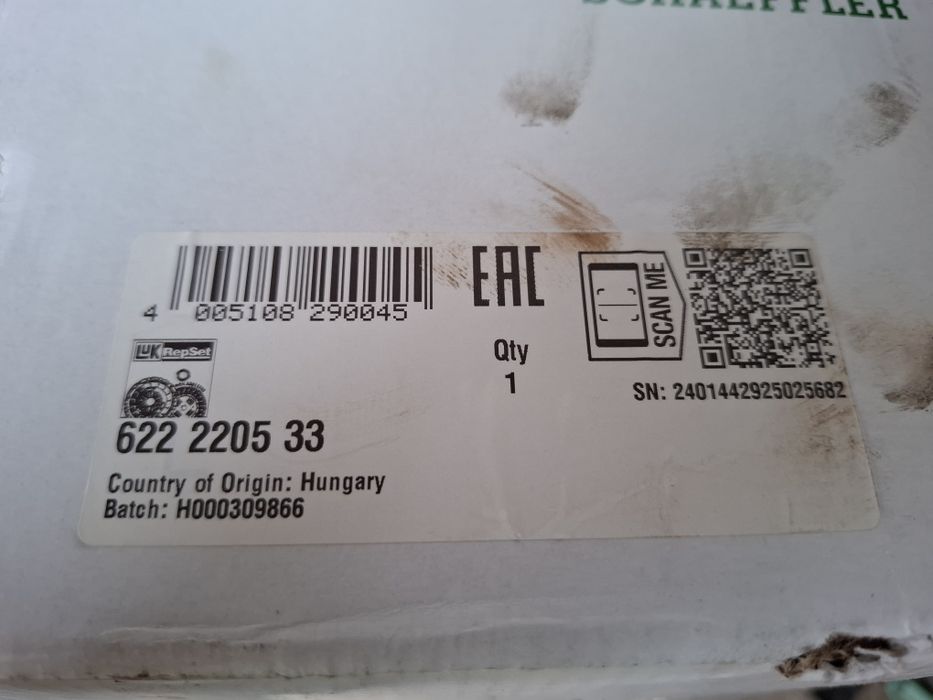 SCHAEFFLER
4 005108 290045
EAC
SCAN ME
Qty
1
SN: 2401442925025682
LUK RepSet
622 2205 33
Country of Origin: Hungary
Batch: H000309866